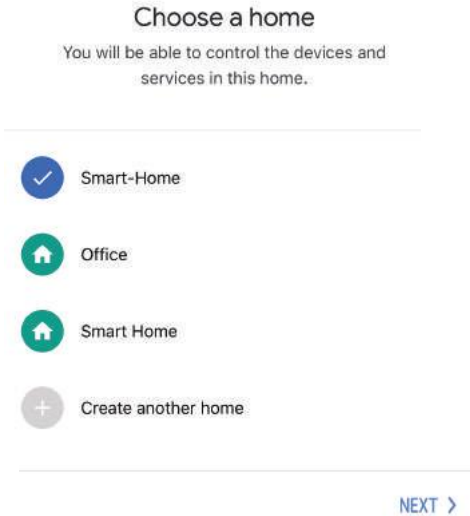 Choose a home
You will be able to control the devices and
services in this home.
Smart-Home
Office
Smart Home
Create another home
NEXT